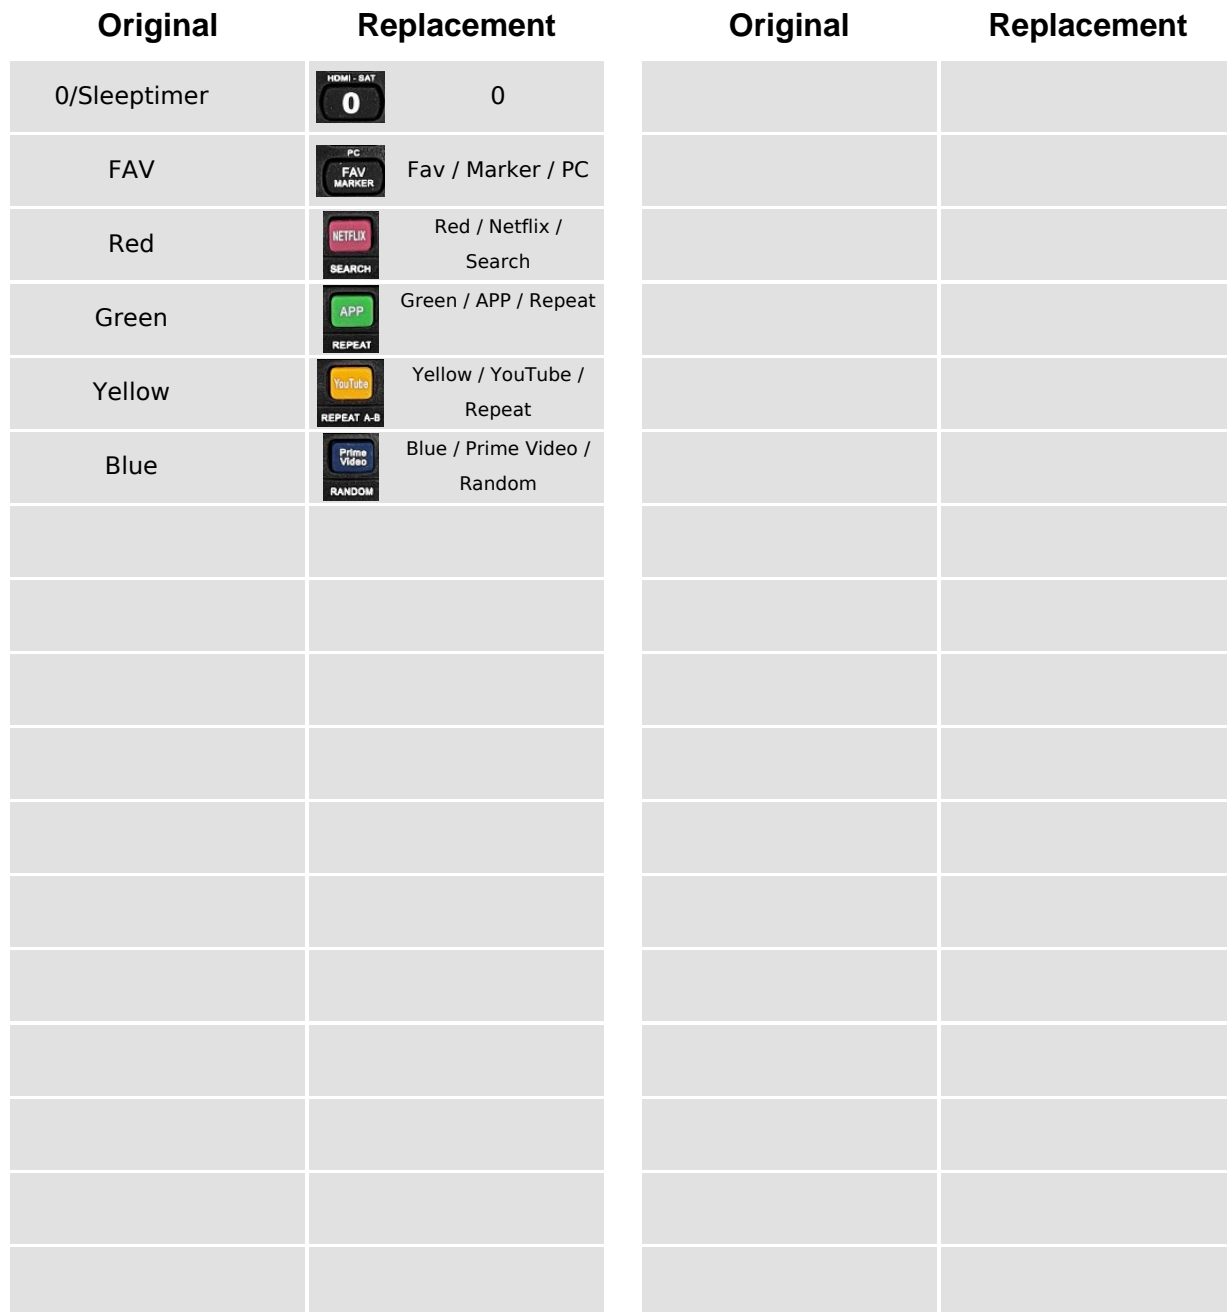 Original Replacement Original Replacement
0/Sleeptimer HDMI - SAT 0 0
FAV PC FAV MARKER Fav / Marker / PC
Red NETFLIX SEARCH Red / Netflix /
Search
Green APP REPEAT Green / APP / Repeat
Yellow YouTube REPEAT A-B Yellow / YouTube /
Repeat
Blue Prime Video RANDOM Blue / Prime Video /
Random